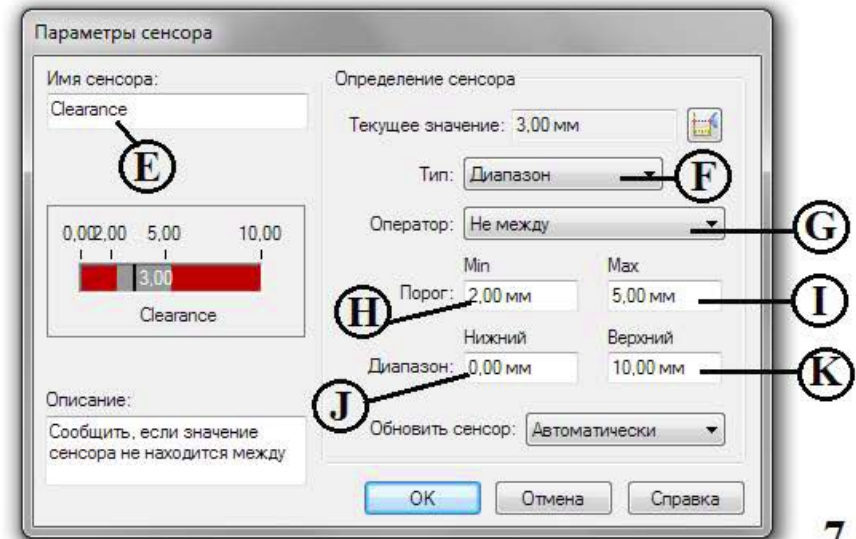 Параметры сенсора
Имя сенсора:
Clearance
E
0,002,00 5,00 10,00
3,00
Clearance
Описание:
Сообщить, если значение
сенсора не находится между
Определение сенсора
Текущее значение: 3,00 мм
Тип: Диапазон
F
Оператор: Не между
G
Min Max
Порог: 2,00 мм 5,00 мм
H I
Нижний Верхний
Диапазон: 0,00 мм 10,00 мм
J K
Обновить сенсор: Автоматически
OK Отмена Справка
7